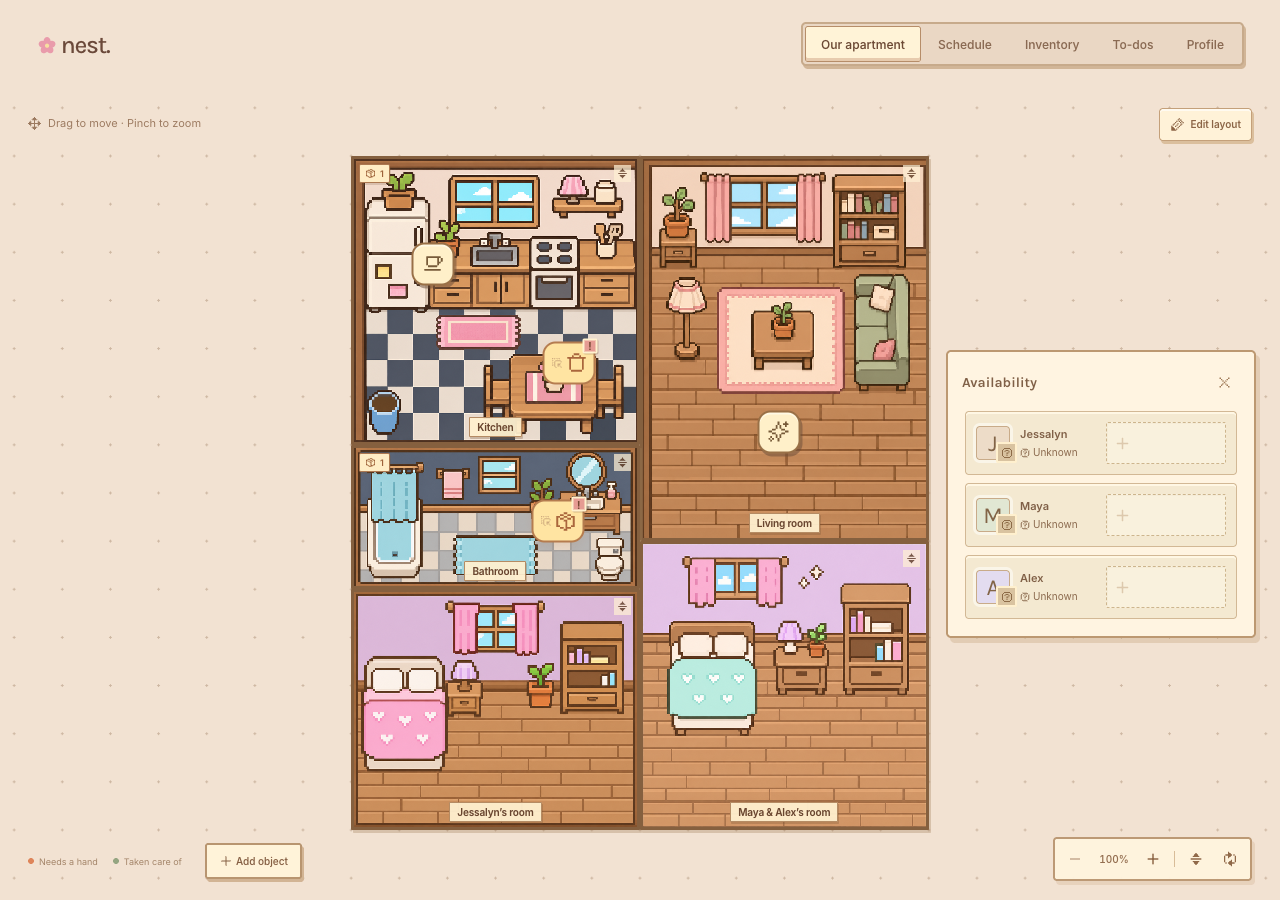 nest.
Our apartment
Schedule
Inventory
To-dos
Profile
Drag to move · Pinch to zoom
Edit layout
1
!
Kitchen
1
!
Bathroom
Living room
Jessalyn's room
Maya & Alex's room
Availability
J
Jessalyn
Unknown
M
Maya
Unknown
A
Alex
Unknown
Needs a hand
Taken care of
Add object
100%